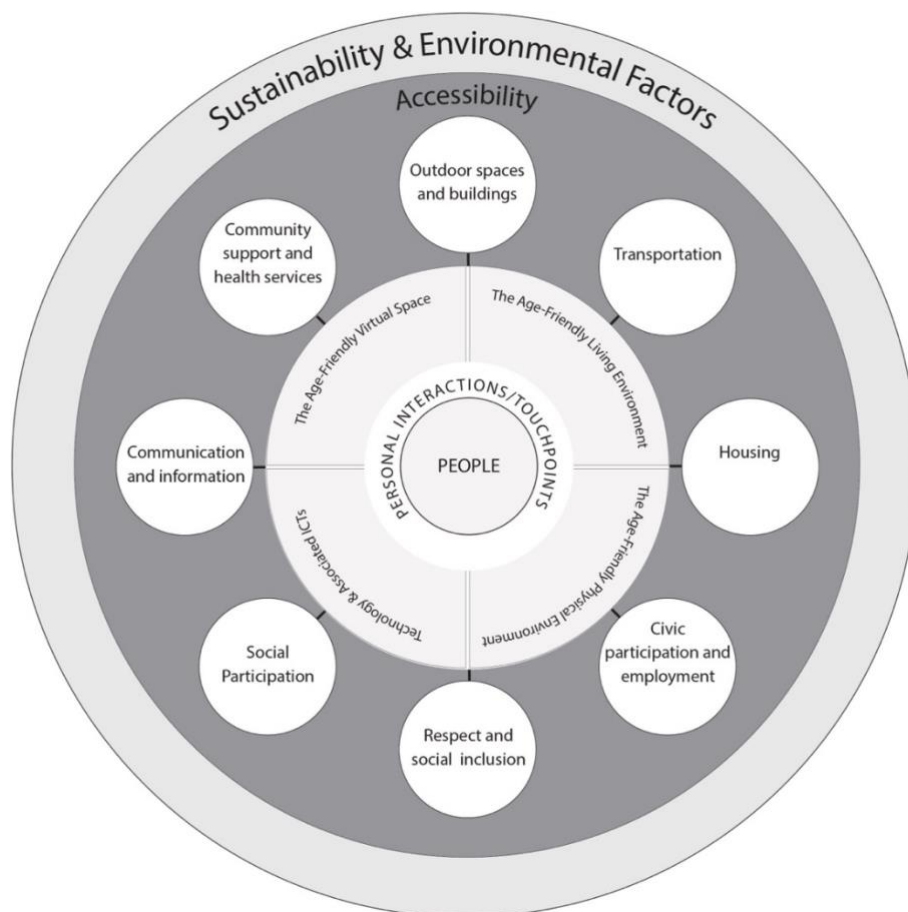 Sustainability & Environmental Factors
Accessibility
Outdoor spaces
and buildings
Transportation
Housing
Civic
participation and
employment
Respect and
social inclusion
Social
Participation
Communication
and information
Community
support and
health services
The Age-Friendly Virtual Space
The Age-Friendly Living Environment
The Age-Friendly Physical Environment
Technology & Associated ICTs
PERSONAL INTERACTIONS/TOUCHPOINTS
PEOPLE